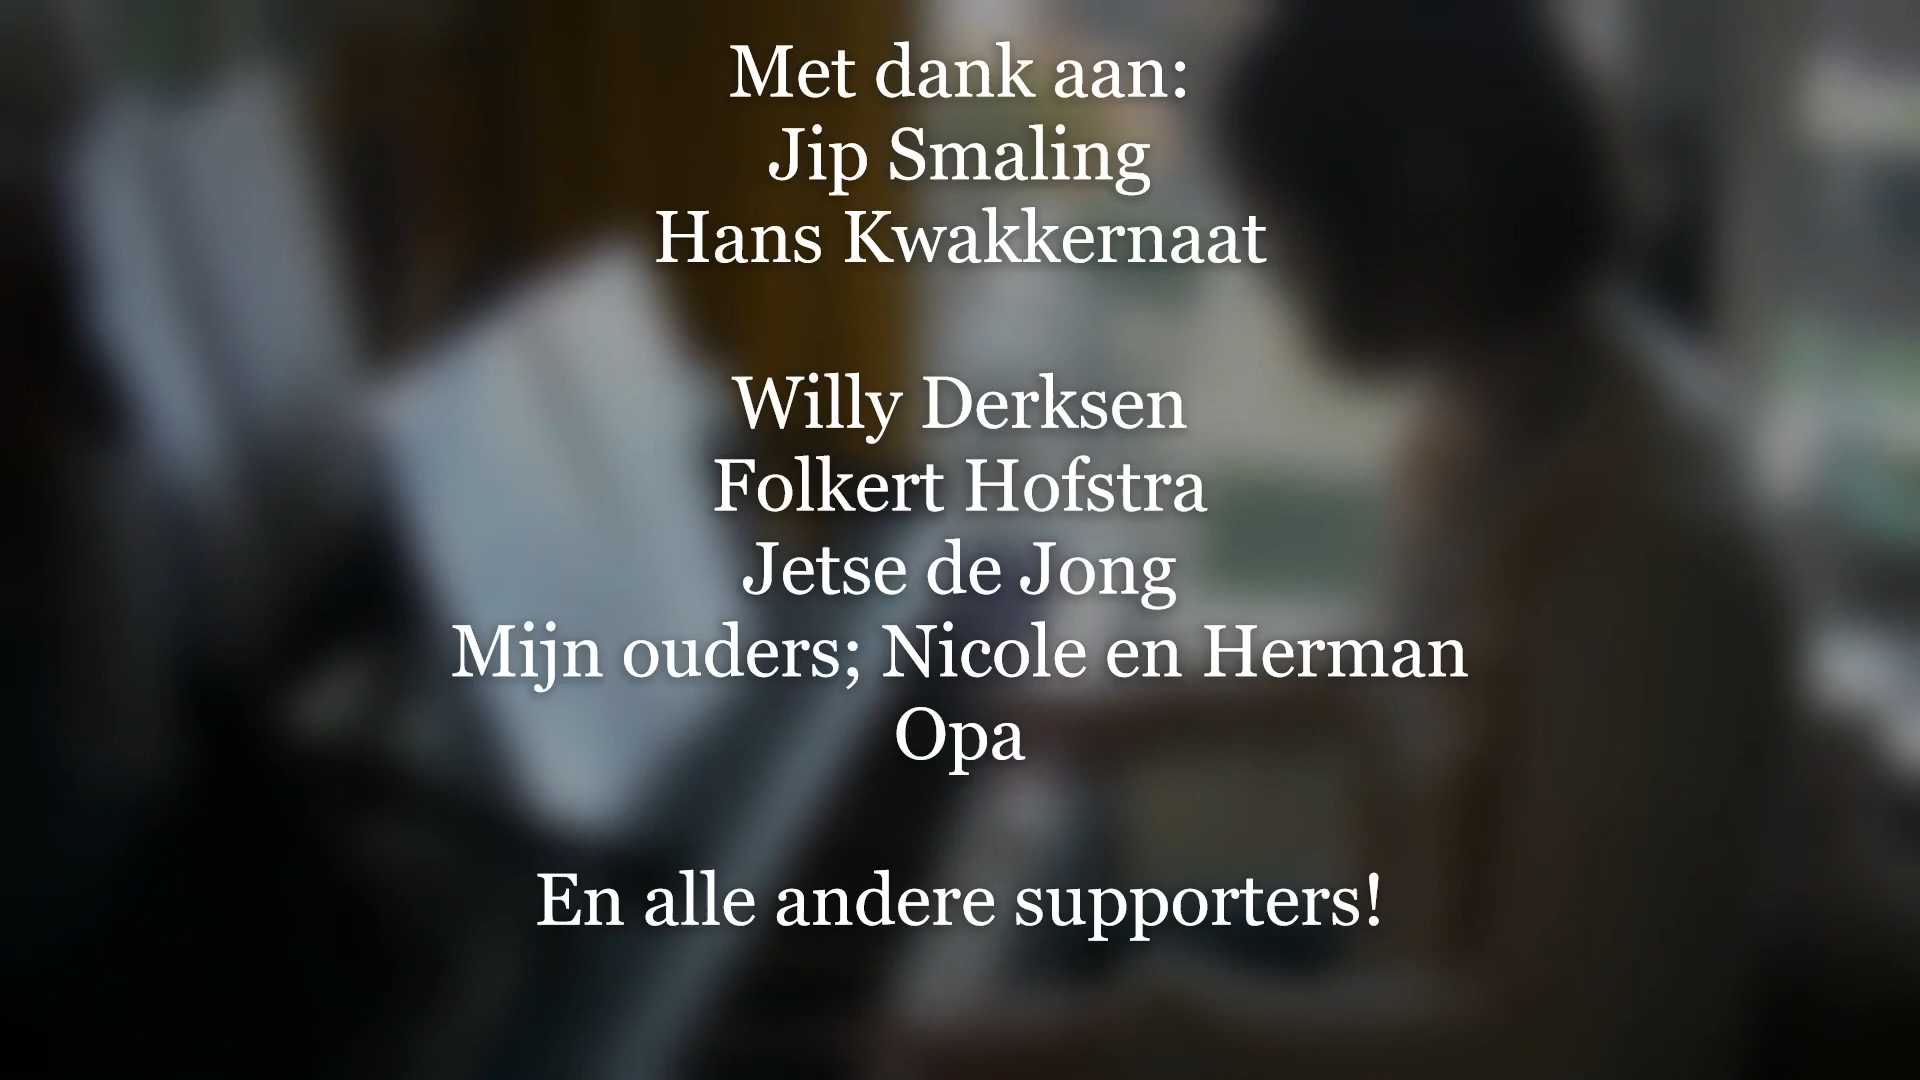 Met dank aan:
Jip Smaling
Hans Kwakkernaat
Willy Derksen
Folkert Hofstra
Jetse de Jong
Mijn ouders; Nicole en Herman
Opa
En alle andere supporters!